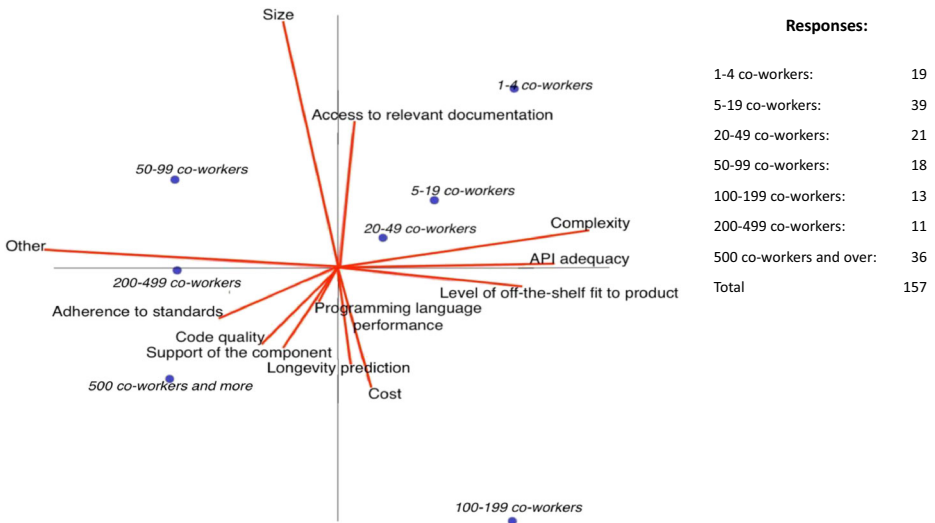 Size
Responses:
1-4 co-workers: 19
1-4 co-workers
5-19 co-workers: 39
Access to relevant documentation
20-49 co-workers: 21
50-99 co-workers
50-99 co-workers: 18
5-19 co-workers
100-199 co-workers: 13
20-49 co-workers
Complexity
200-499 co-workers: 11
Other
API adequacy
500 co-workers and over: 36
200-499 co-workers
Level of off-the-shelf fit to product
Total 157
Adherence to standards
Programming language
performance
Code quality
Support of the component
Longevity prediction
500 co-workers and more
Cost
100-199 co-workers